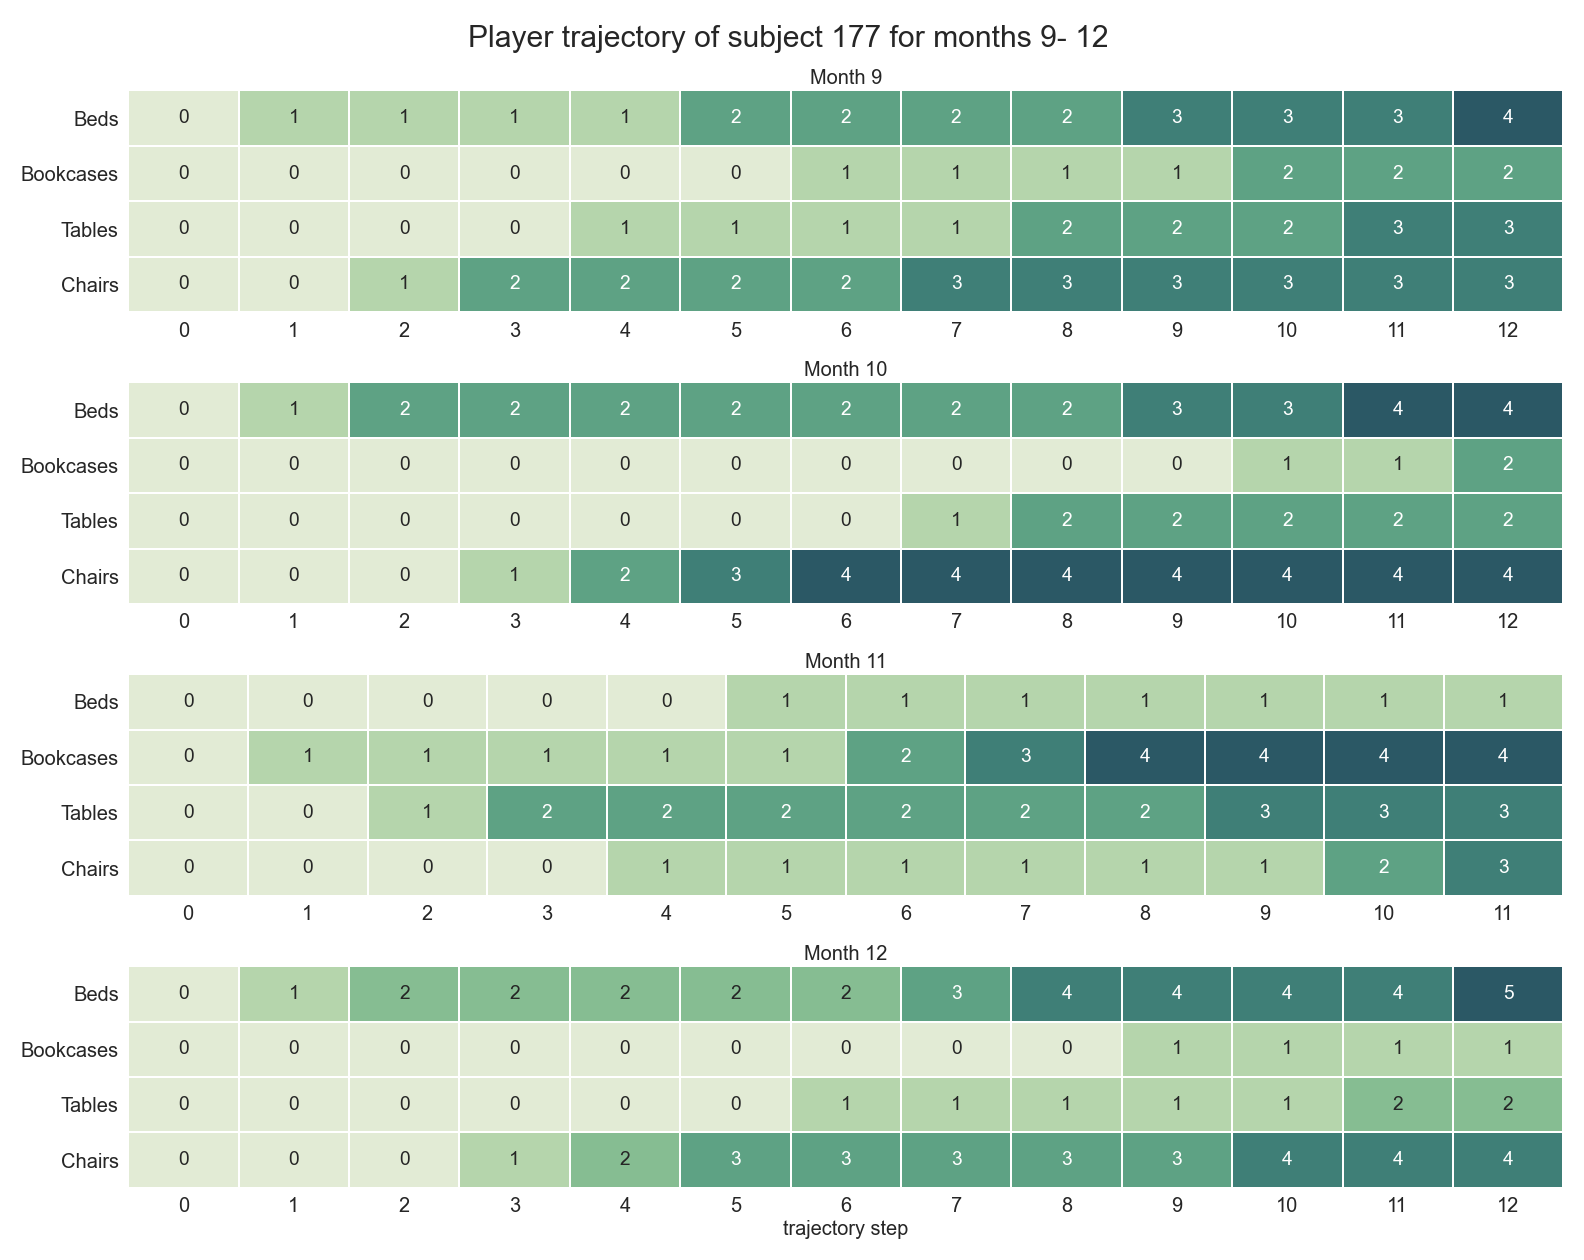 Player trajectory of subject 177 for months 9- 12
Month 9
Beds 0 1 1 1 1 2 2 2 2 3 3 3 4
Bookcases 0 0 0 0 0 0 1 1 1 1 2 2 2
Tables 0 0 0 0 1 1 1 1 2 2 2 3 3
Chairs 0 0 1 2 2 2 2 3 3 3 3 3 3
0 1 2 3 4 5 6 7 8 9 10 11 12
Month 10
Beds 0 1 2 2 2 2 2 2 2 3 3 4 4
Bookcases 0 0 0 0 0 0 0 0 0 0 1 1 2
Tables 0 0 0 0 0 0 0 1 2 2 2 2 2
Chairs 0 0 0 1 2 3 4 4 4 4 4 4 4
0 1 2 3 4 5 6 7 8 9 10 11 12
Month 11
Beds 0 0 0 0 0 1 1 1 1 1 1 1
Bookcases 0 1 1 1 1 1 2 3 4 4 4 4
Tables 0 0 1 2 2 2 2 2 2 3 3 3
Chairs 0 0 0 0 1 1 1 1 1 1 2 3
0 1 2 3 4 5 6 7 8 9 10 11
Month 12
Beds 0 1 2 2 2 2 2 3 4 4 4 4 5
Bookcases 0 0 0 0 0 0 0 0 0 1 1 1 1
Tables 0 0 0 0 0 0 1 1 1 1 1 2 2
Chairs 0 0 0 1 2 3 3 3 3 3 4 4 4
0 1 2 3 4 5 6 7 8 9 10 11 12
trajectory step